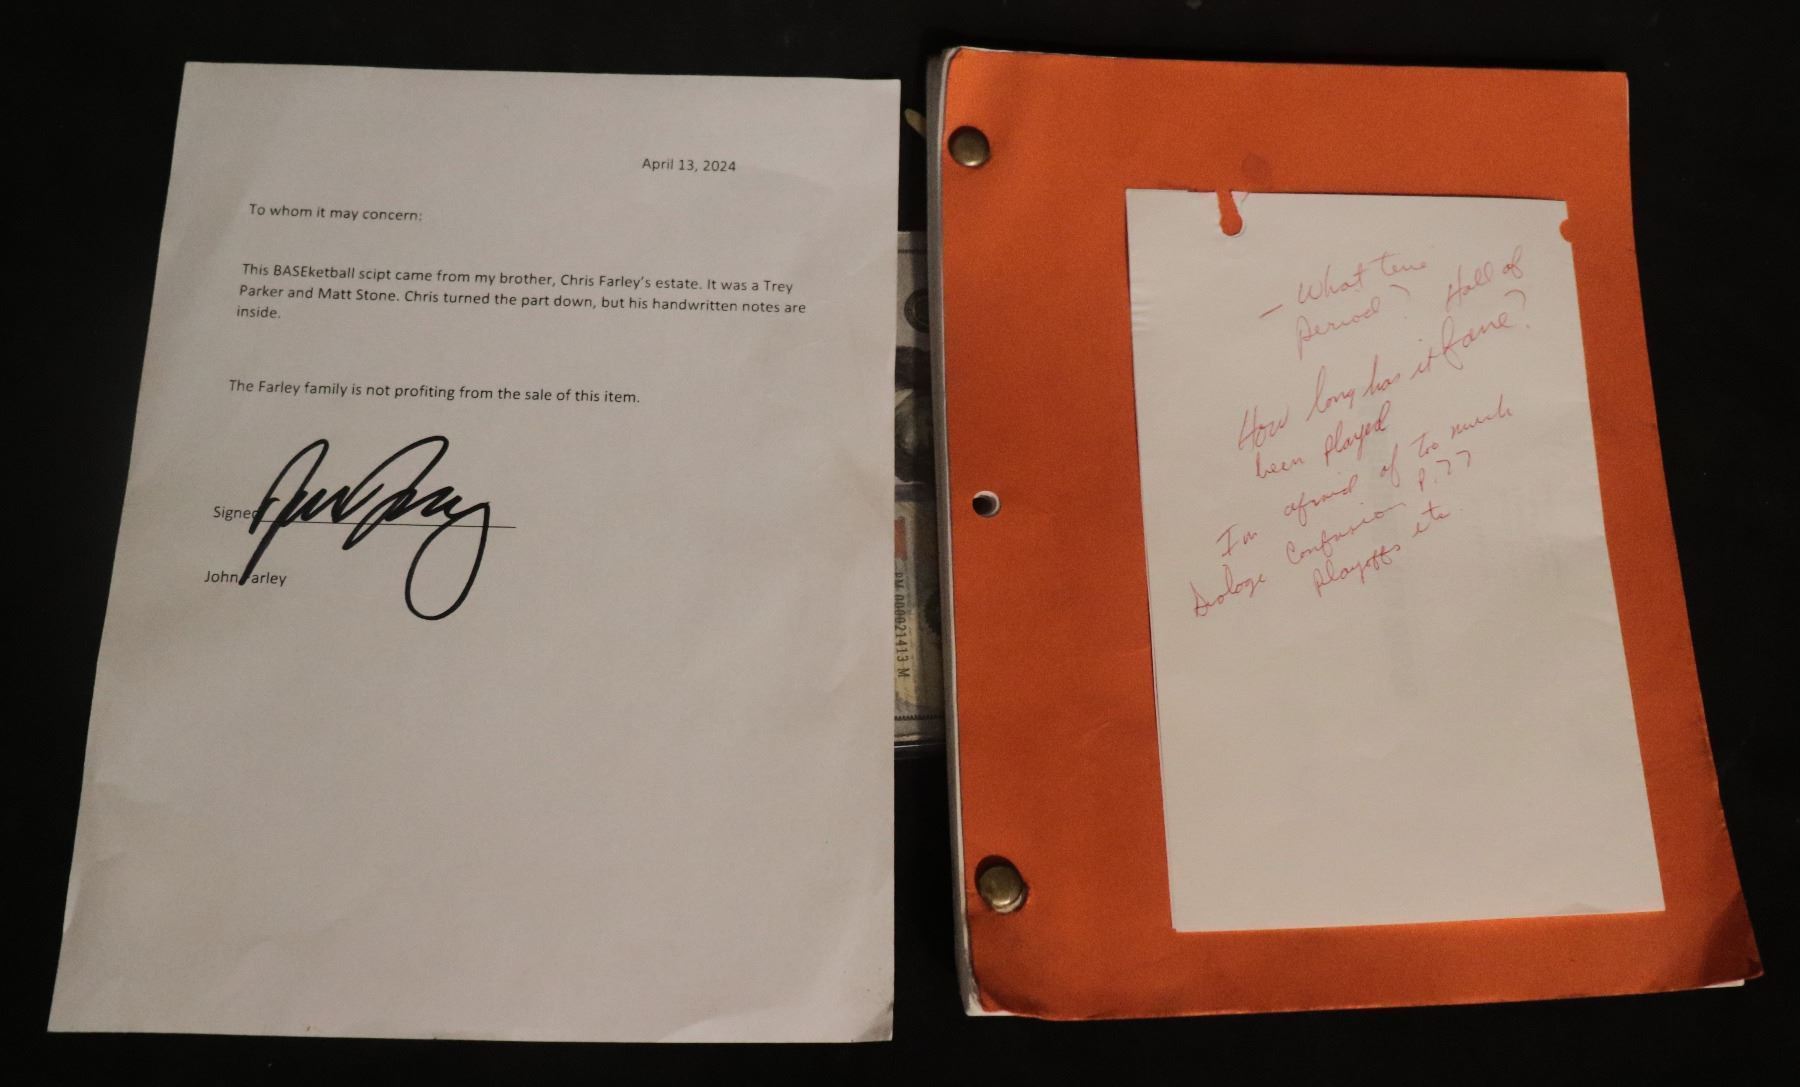 April 13, 2024
To whom it may concern:
This BASEketball scipt came from my brother, Chris Farley's estate. It was a Trey
Parker and Matt Stone. Chris turned the part down, but his handwritten notes are
inside.
The Farley family is not profiting from the sale of this item.
Signed
John Farley
PM 00021413 M
— What time
period? Hall of
fame?
How long has it
been played
I'm afraid of too much
Dialoge Confusion P.77
playoffs etc.